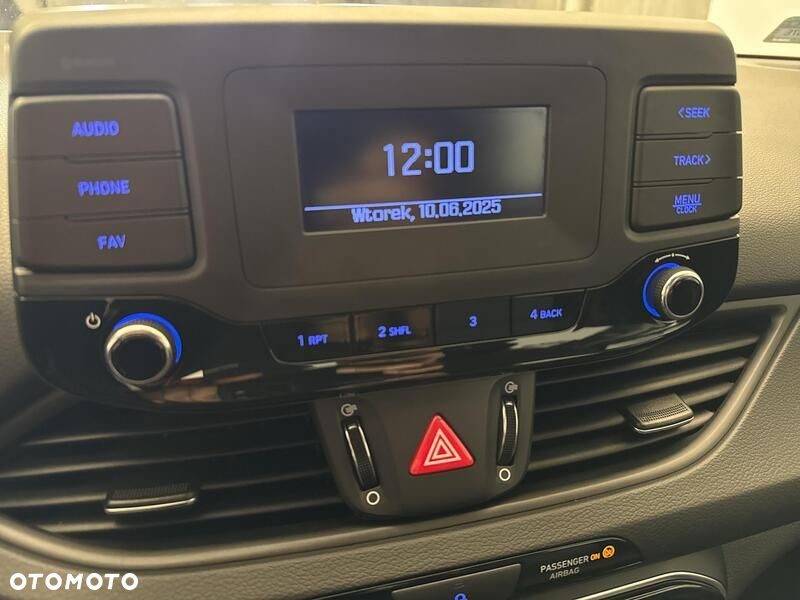 AUDIO
PHONE
FAV
12:00
Wtorek, 10.06.2025
<SEEK
TRACK>
MENU
CLOCK
1 RPT
2 SHFL
3
4 BACK
PASSENGER ON
AIRBAG
OTOMOTO